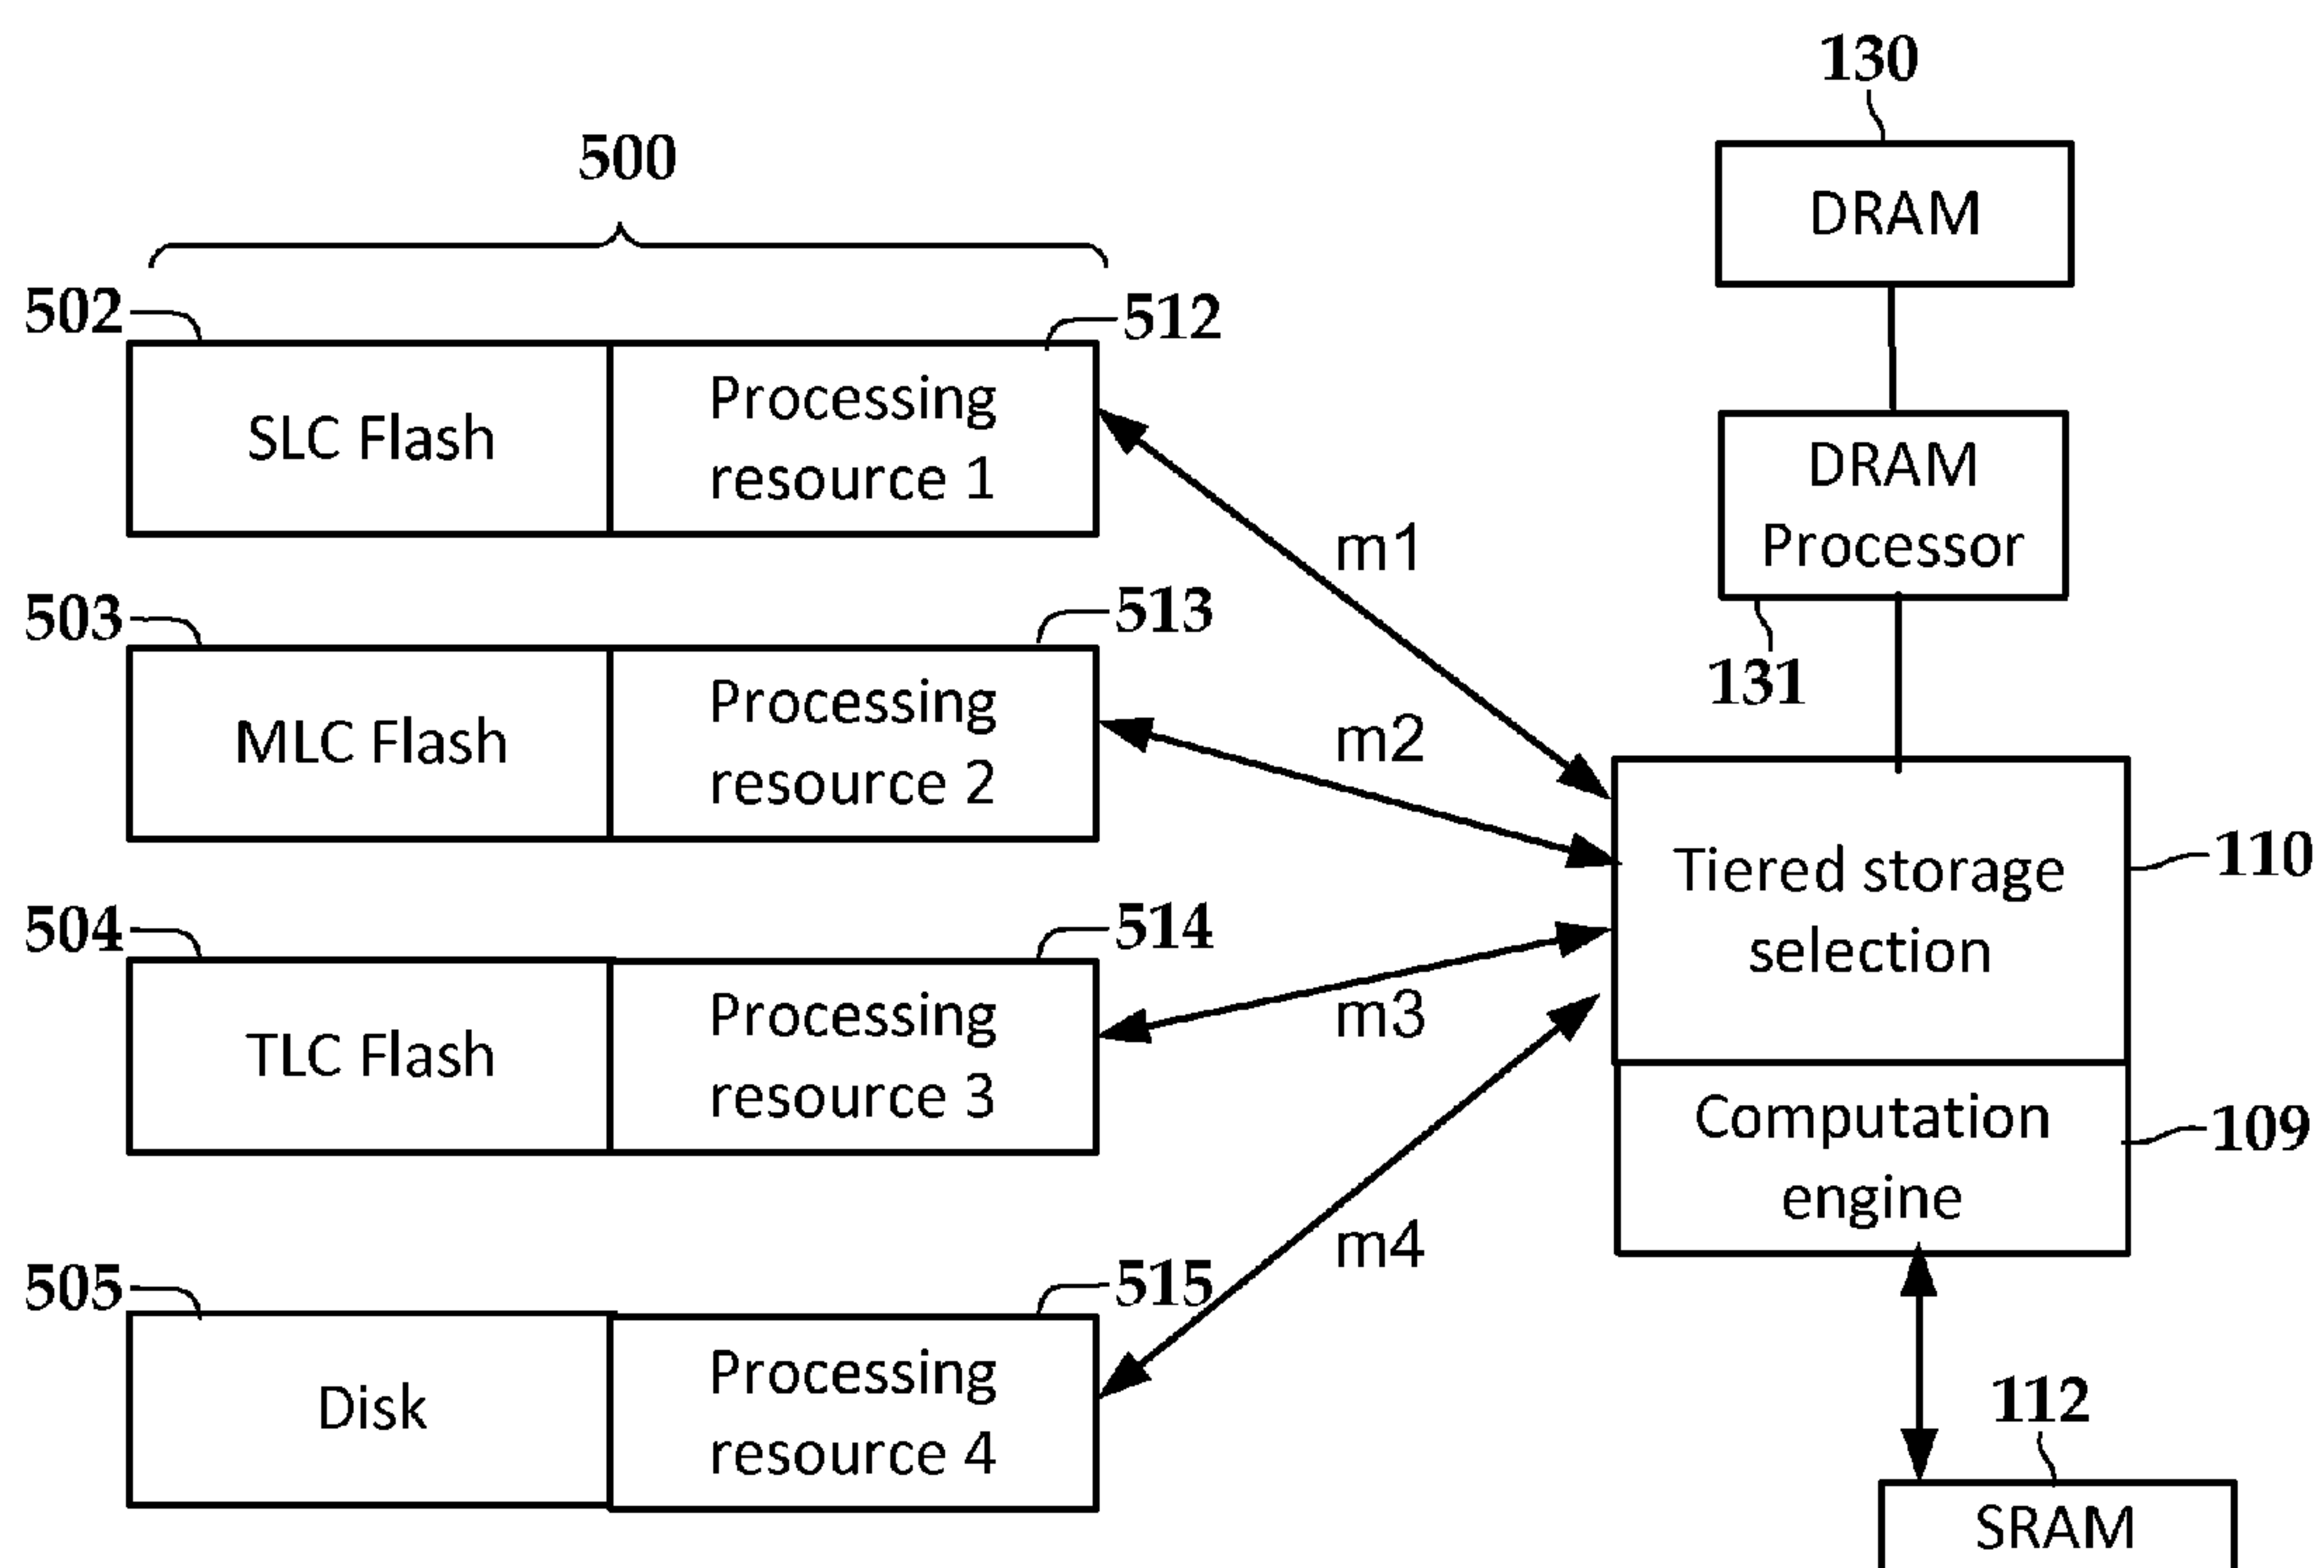 130
500
DRAM
502
512
SLC Flash
Processing
resource 1
DRAM
Processor
m1
131
503
513
MLC Flash
Processing
resource 2
m2
Tiered storage
selection
110
504
514
TLC Flash
Processing
resource 3
m3
Computation
engine
109
505
515
Disk
Processing
resource 4
m4
112
SRAM